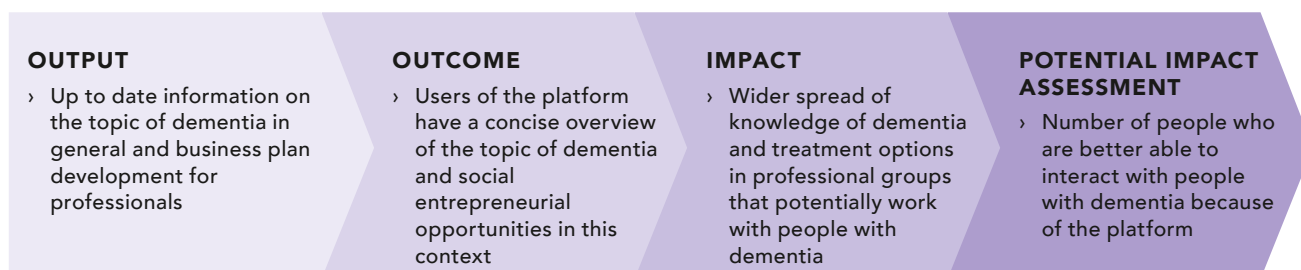 OUTPUT
› Up to date information on
the topic of dementia in
general and business plan
development for
professionals
OUTCOME
› Users of the platform
have a concise overview
of the topic of dementia
and social
entrepreneurial
opportunities in this
context
IMPACT
› Wider spread of
knowledge of dementia
and treatment options
in professional groups
that potentially work
with people with
dementia
POTENTIAL IMPACT
ASSESSMENT
› Number of people who
are better able to
interact with people
with dementia because
of the platform